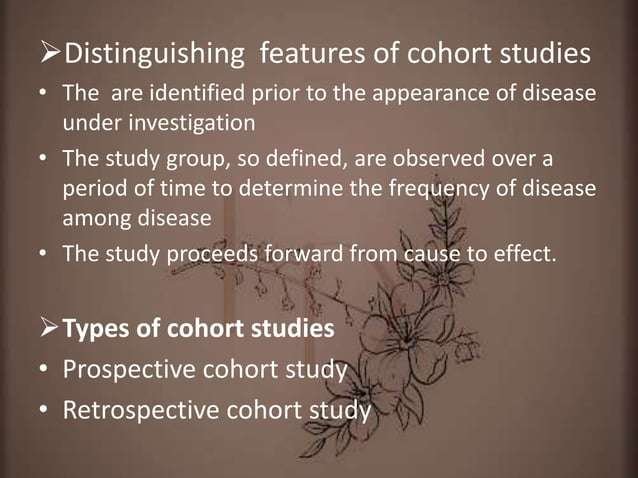 ➢Distinguishing features of cohort studies
• The are identified prior to the appearance of disease
under investigation
• The study group, so defined, are observed over a
period of time to determine the frequency of disease
among disease
• The study proceeds forward from cause to effect.
➢Types of cohort studies
• Prospective cohort study
• Retrospective cohort study